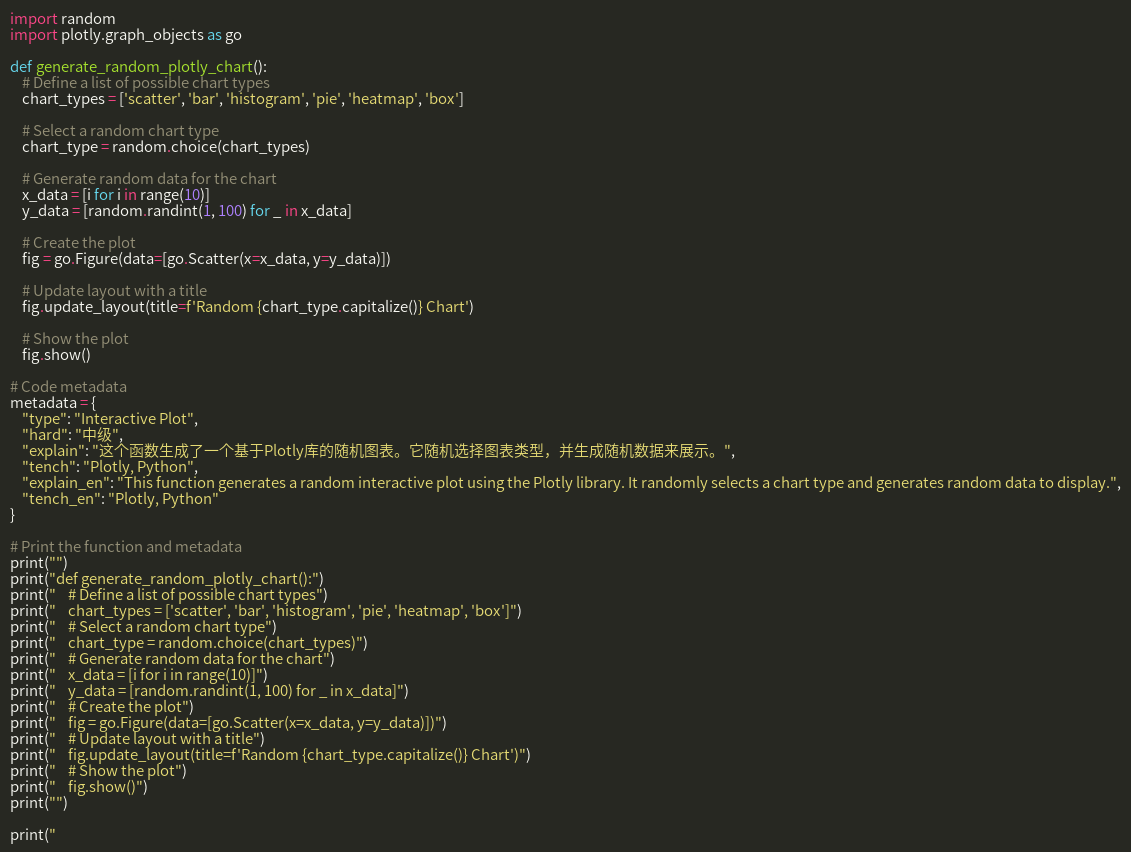 import random
import plotly.graph_objects as go

def generate_random_plotly_chart():
    # Define a list of possible chart types
    chart_types = ['scatter', 'bar', 'histogram', 'pie', 'heatmap', 'box']

    # Select a random chart type
    chart_type = random.choice(chart_types)

    # Generate random data for the chart
    x_data = [i for i in range(10)]
    y_data = [random.randint(1, 100) for _ in x_data]

    # Create the plot
    fig = go.Figure(data=[go.Scatter(x=x_data, y=y_data)])

    # Update layout with a title
    fig.update_layout(title=f'Random {chart_type.capitalize()} Chart')

    # Show the plot
    fig.show()

# Code metadata
metadata = {
    "type": "Interactive Plot",
    "hard": "中级",
    "explain": "这个函数生成了一个基于Plotly库的随机图表。它随机选择图表类型，并生成随机数据来展示。",
    "tench": "Plotly, Python",
    "explain_en": "This function generates a random interactive plot using the Plotly library. It randomly selects a chart type and generates random data to display.",
    "tench_en": "Plotly, Python"
}

# Print the function and metadata
print("")
print("def generate_random_plotly_chart():")
print("    # Define a list of possible chart types")
print("    chart_types = ['scatter', 'bar', 'histogram', 'pie', 'heatmap', 'box']")
print("    # Select a random chart type")
print("    chart_type = random.choice(chart_types)")
print("    # Generate random data for the chart")
print("    x_data = [i for i in range(10)]")
print("    y_data = [random.randint(1, 100) for _ in x_data]")
print("    # Create the plot")
print("    fig = go.Figure(data=[go.Scatter(x=x_data, y=y_data)])")
print("    # Update layout with a title")
print("    fig.update_layout(title=f'Random {chart_type.capitalize()} Chart')")
print("    # Show the plot")
print("    fig.show()")
print("")

print("